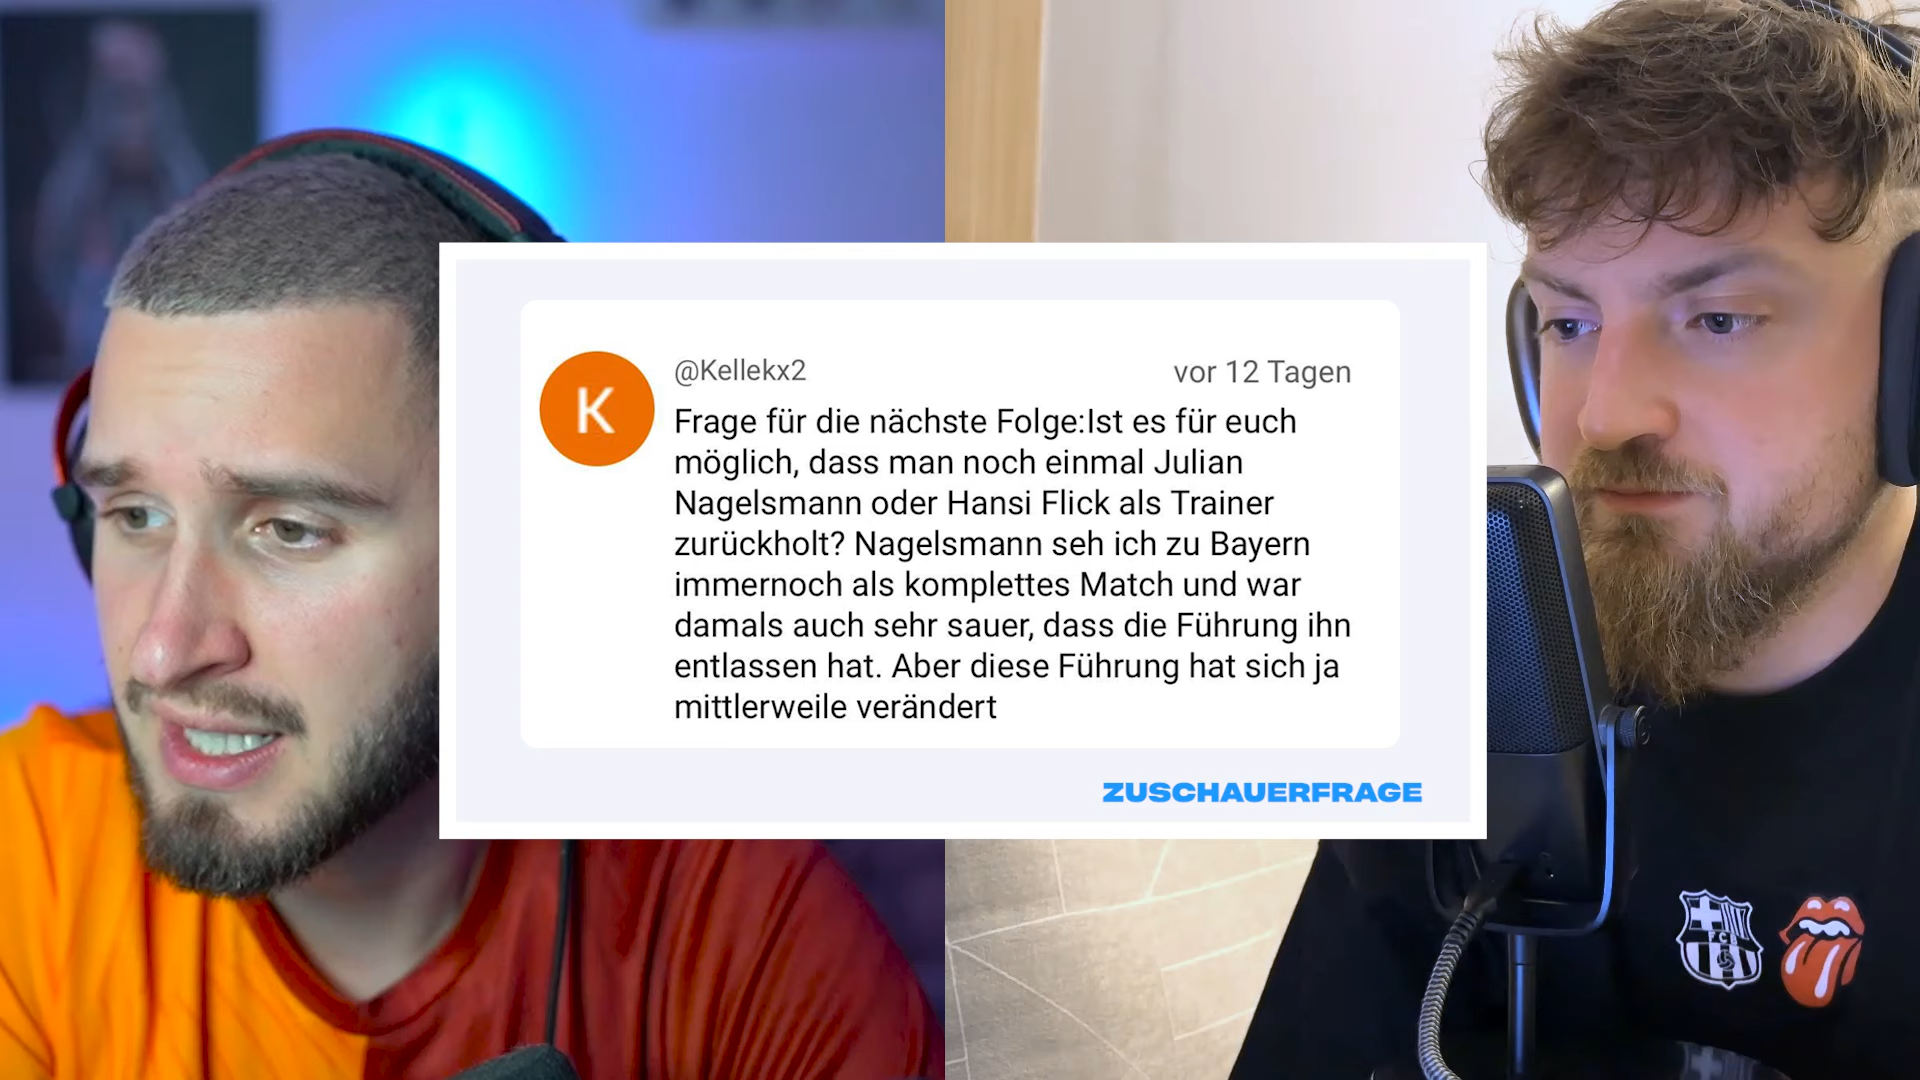 @Kellekx2
vor 12 Tagen
K
Frage für die nächste Folge:Ist es für euch
möglich, dass man noch einmal Julian
Nagelsmann oder Hansi Flick als Trainer
zurückholt? Nagelsmann seh ich zu Bayern
immernoch als komplettes Match und war
damals auch sehr sauer, dass die Führung ihn
entlassen hat. Aber diese Führung hat sich ja
mittlerweile verändert
ZUSCHAUERFRAGE
FCB